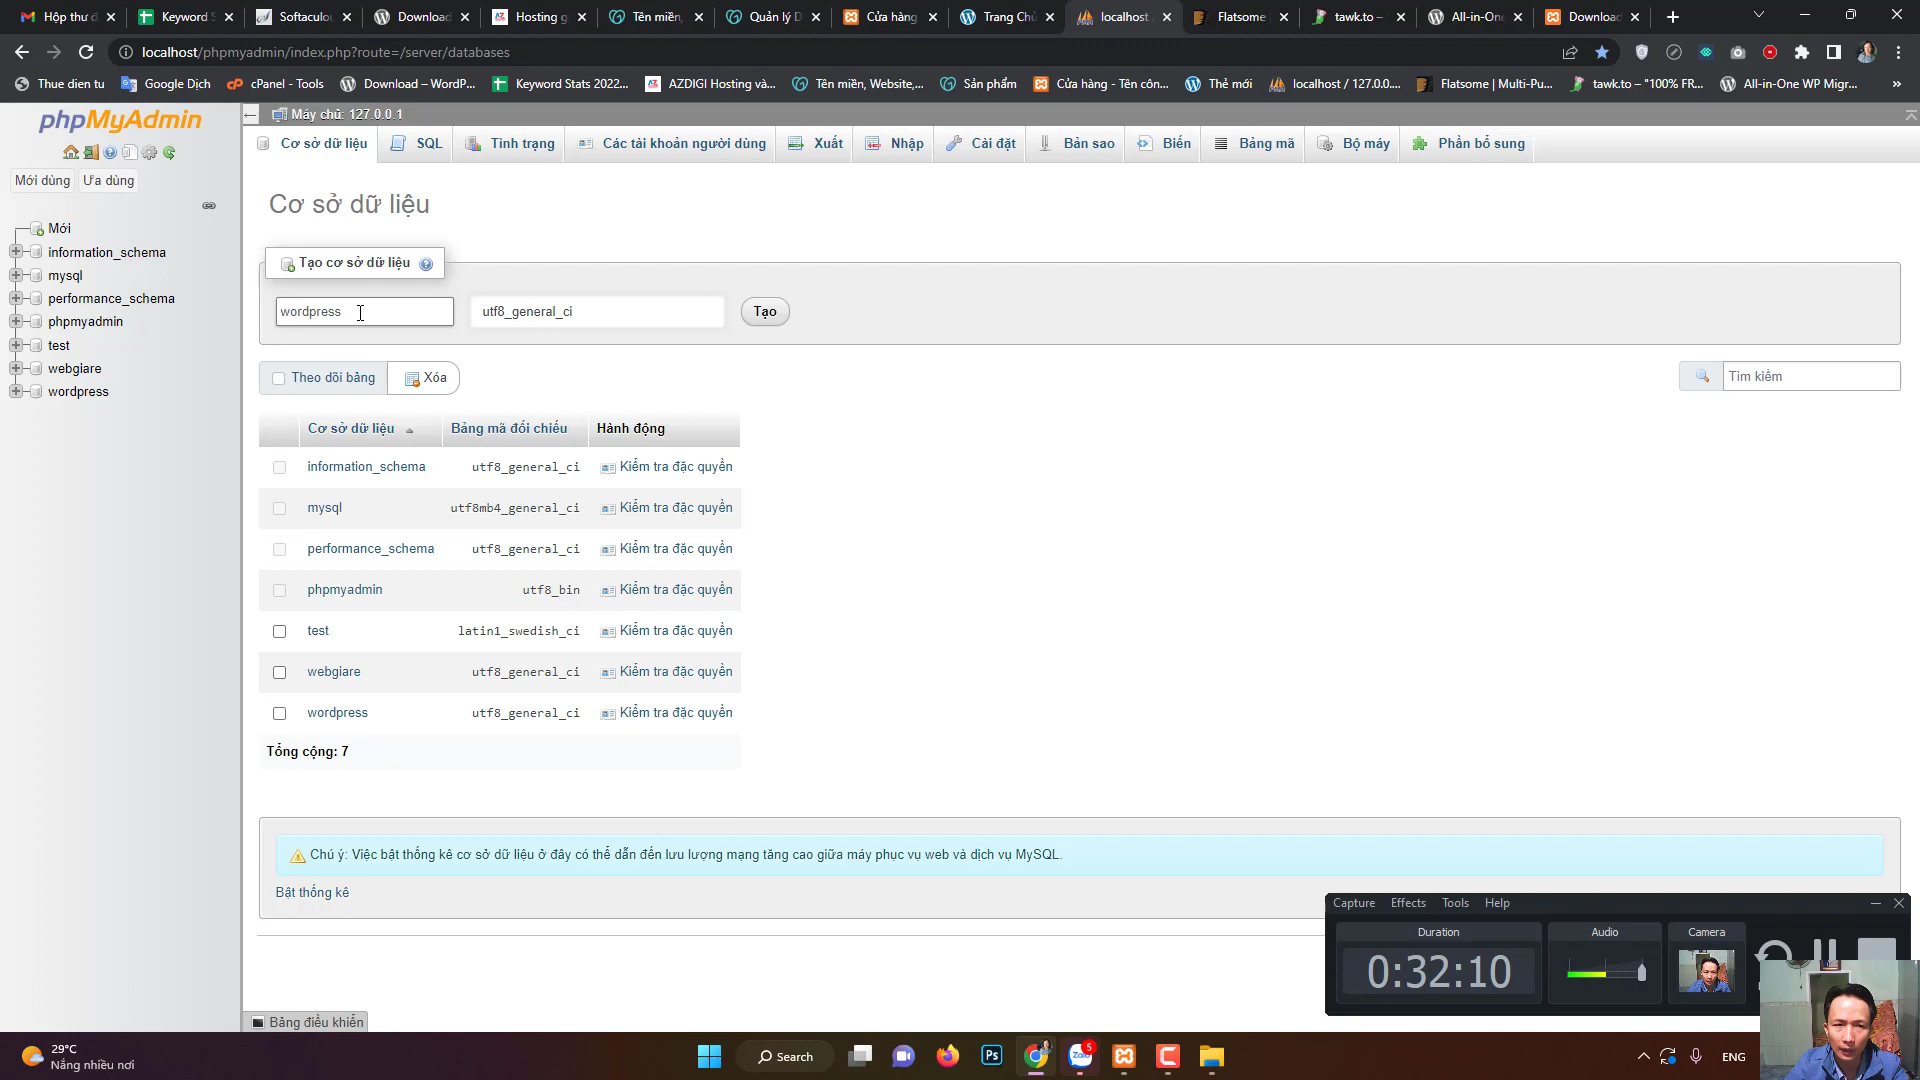 Hộp thư đ
Keyword S
Softaculou
Download
Hosting g
Tên miền,
Quản lý D
Cửa hàng
Trang Chủ
localhost /
Flatsome |
tawk.to –
All-in-One
Download
localhost/phpmyadmin/index.php?route=/server/databases
Thue dien tu
Google Dịch
cPanel - Tools
Download – WordP...
Keyword Stats 2022...
AZDIGI Hosting và...
Tên miền, Website,...
Sản phẩm
Cửa hàng - Tên côn...
Thẻ mới
localhost / 127.0.0....
Flatsome | Multi-Pu...
tawk.to – "100% FR...
All-in-One WP Migr...
»
phpMyAdmin
Mới dùng
Ưa dùng
Mới
information_schema
mysql
performance_schema
phpmyadmin
test
webgiare
wordpress
Máy chủ: 127.0.0.1
Cơ sở dữ liệu
SQL
Tình trạng
Các tài khoản người dùng
Xuất
Nhập
Cài đặt
Bản sao
Biến
Bảng mã
Bộ máy
Phần bổ sung
Cơ sở dữ liệu
Tạo cơ sở dữ liệu
wordpress
utf8_general_ci
Tạo
Theo dõi bảng
Xóa
Tìm kiếm
Cơ sở dữ liệu Bảng mã đối chiếu Hành động
information_schema utf8_general_ci Kiểm tra đặc quyền
mysql utf8mb4_general_ci Kiểm tra đặc quyền
performance_schema utf8_general_ci Kiểm tra đặc quyền
phpmyadmin utf8_bin Kiểm tra đặc quyền
test latin1_swedish_ci Kiểm tra đặc quyền
webgiare utf8_general_ci Kiểm tra đặc quyền
wordpress utf8_general_ci Kiểm tra đặc quyền
Tổng cộng: 7
Chú ý: Việc bật thống kê cơ sở dữ liệu ở đây có thể dẫn đến lưu lượng mạng tăng cao giữa máy phục vụ web và dịch vụ MySQL.
Bật thống kê
Bảng điều khiển
Capture Effects Tools Help
Duration
Audio
Camera
0:32:10
29°C
Nắng nhiều nơi
Search
Ps
Zalo
5
ENG